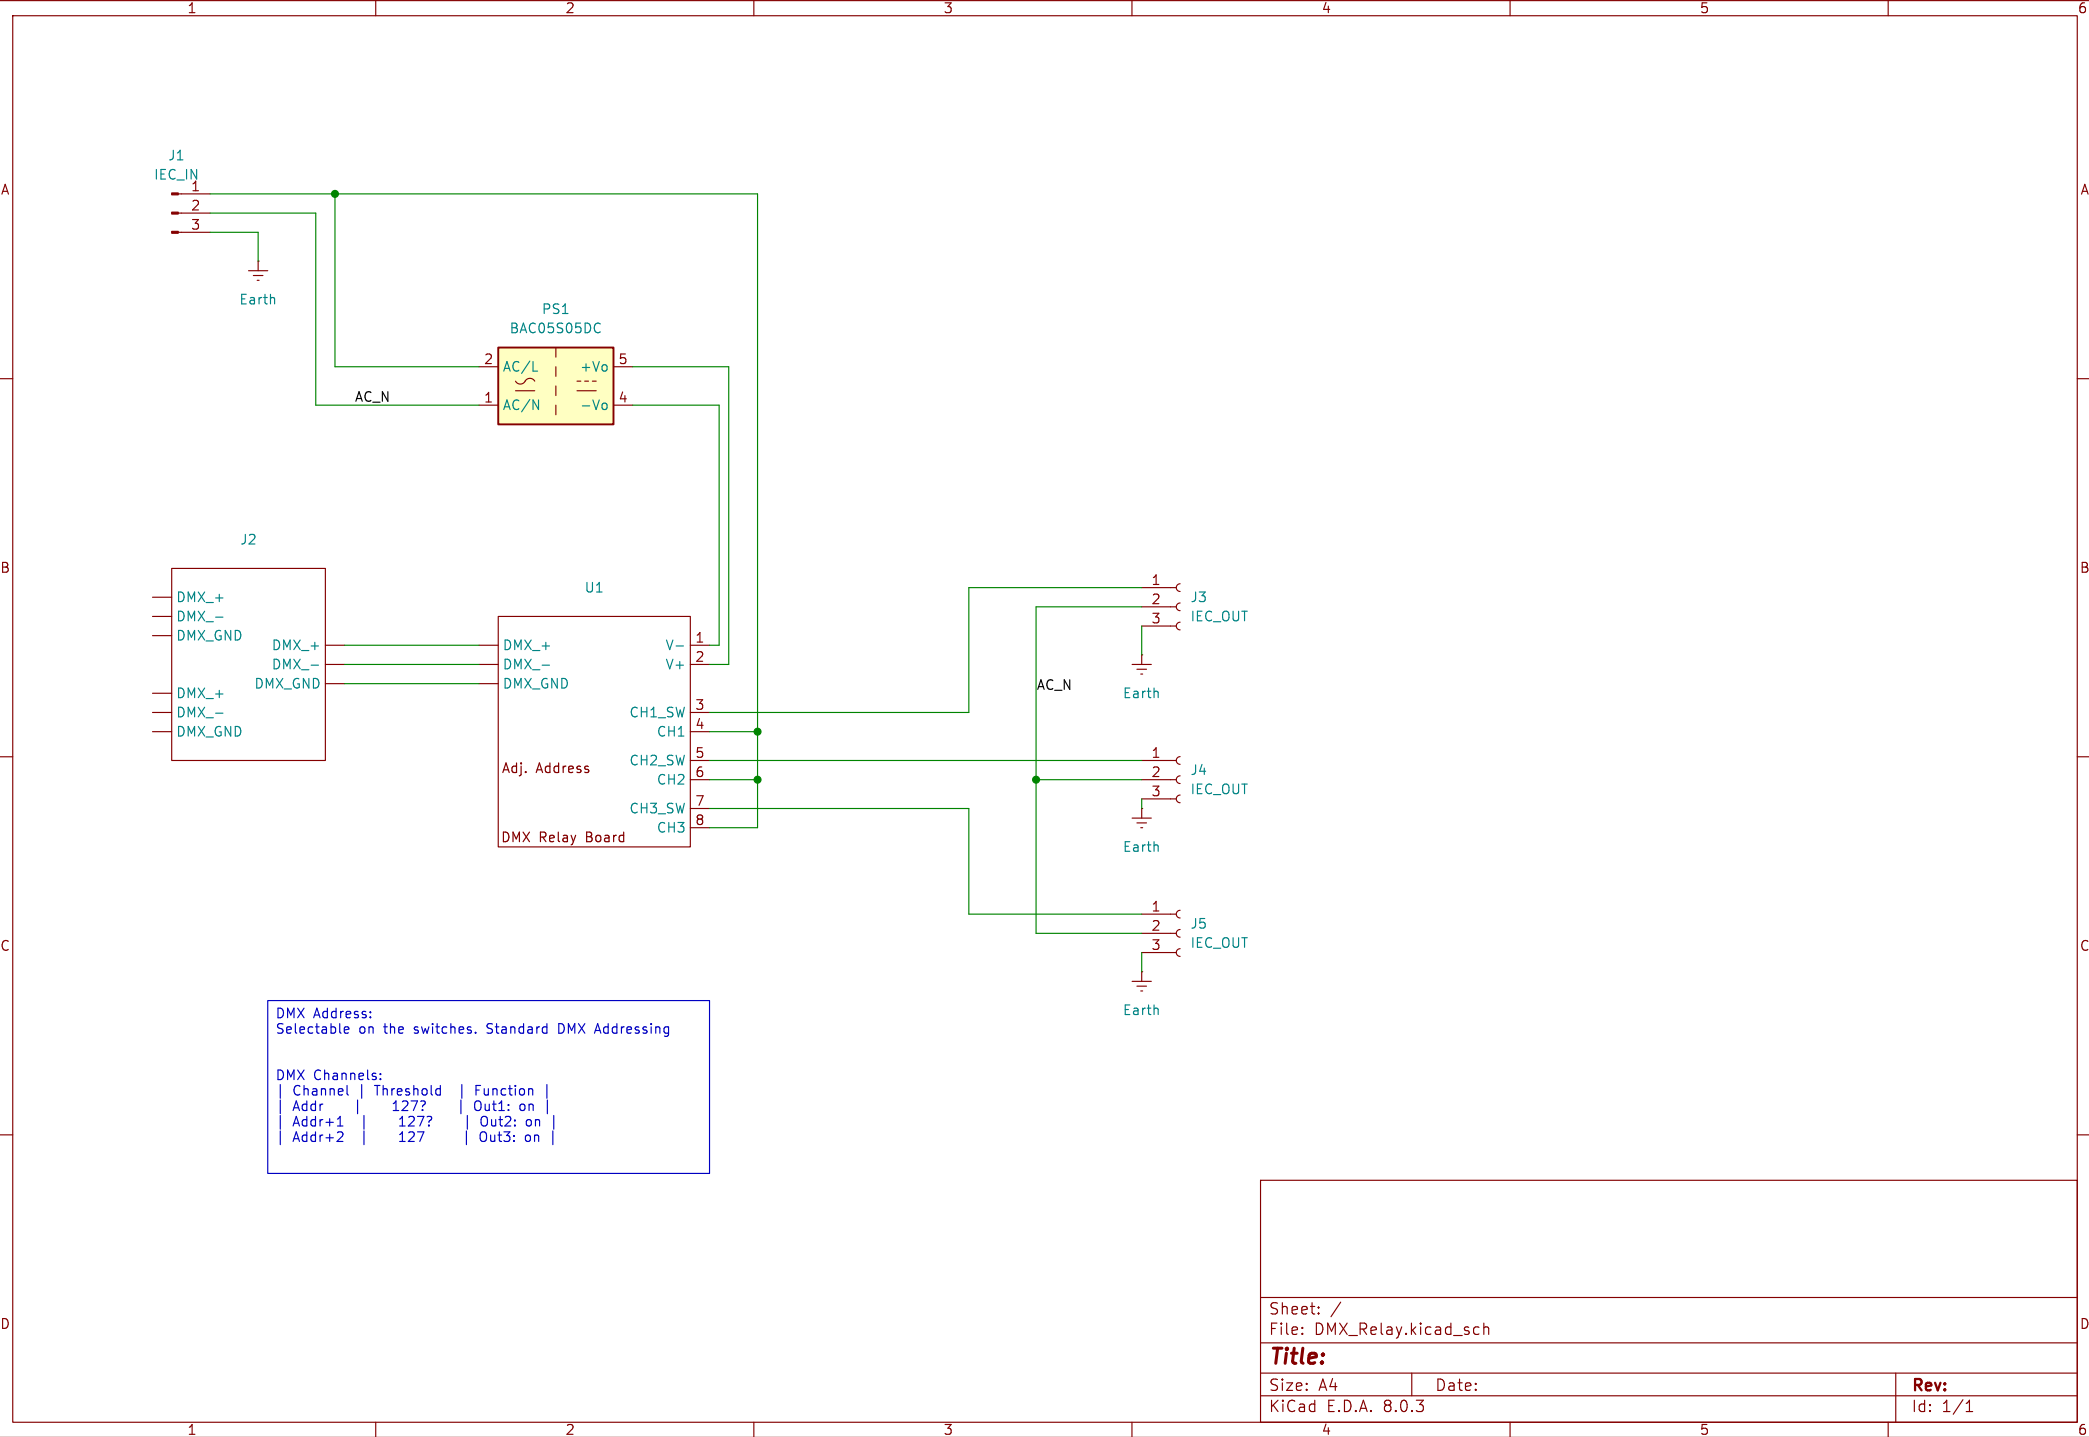 1 2 3 4 5 6
A A
J1
IEC_IN
1
2
3
Earth
PS1
BAC05S05DC
2 AC/L +Vo 5
AC_N
1 AC/N -Vo 4
J2
B B
DMX_+
DMX_-
DMX_GND
DMX_+
DMX_-
DMX_GND
DMX_+
DMX_-
DMX_GND
U1
DMX_+ V- 1
DMX_- V+ 2
DMX_GND
CH1_SW 3
CH1 4
CH2_SW 5
Adj. Address
CH2 6
CH3_SW 7
CH3 8
DMX Relay Board
AC_N
1
2
3
J3
IEC_OUT
Earth
1
2
3
J4
IEC_OUT
Earth
1
2
3
J5
IEC_OUT
Earth
C C
DMX Address:
Selectable on the switches. Standard DMX Addressing
DMX Channels:
| Channel | Threshold | Function |
| Addr | 127? | Out1: on |
| Addr+1 | 127? | Out2: on |
| Addr+2 | 127 | Out3: on |
D D
Sheet: /
File: DMX_Relay.kicad_sch
Title:
Size: A4 Date: Rev:
KiCad E.D.A. 8.0.3 Id: 1/1
1 2 3 4 5 6